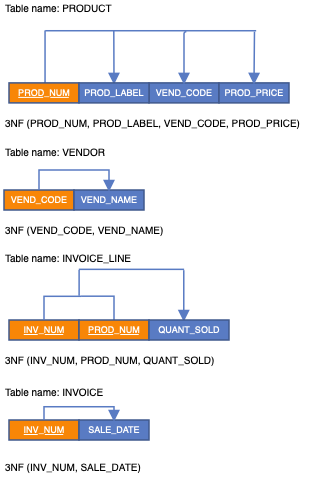 Table name: PRODUCT
PROD_NUM PROD_LABEL VEND_CODE PROD_PRICE
3NF (PROD_NUM, PROD_LABEL, VEND_CODE, PROD_PRICE)
Table name: VENDOR
VEND_CODE VEND_NAME
3NF (VEND_CODE, VEND_NAME)
Table name: INVOICE_LINE
INV_NUM PROD_NUM QUANT_SOLD
3NF (INV_NUM, PROD_NUM, QUANT_SOLD)
Table name: INVOICE
INV_NUM SALE_DATE
3NF (INV_NUM, SALE_DATE)